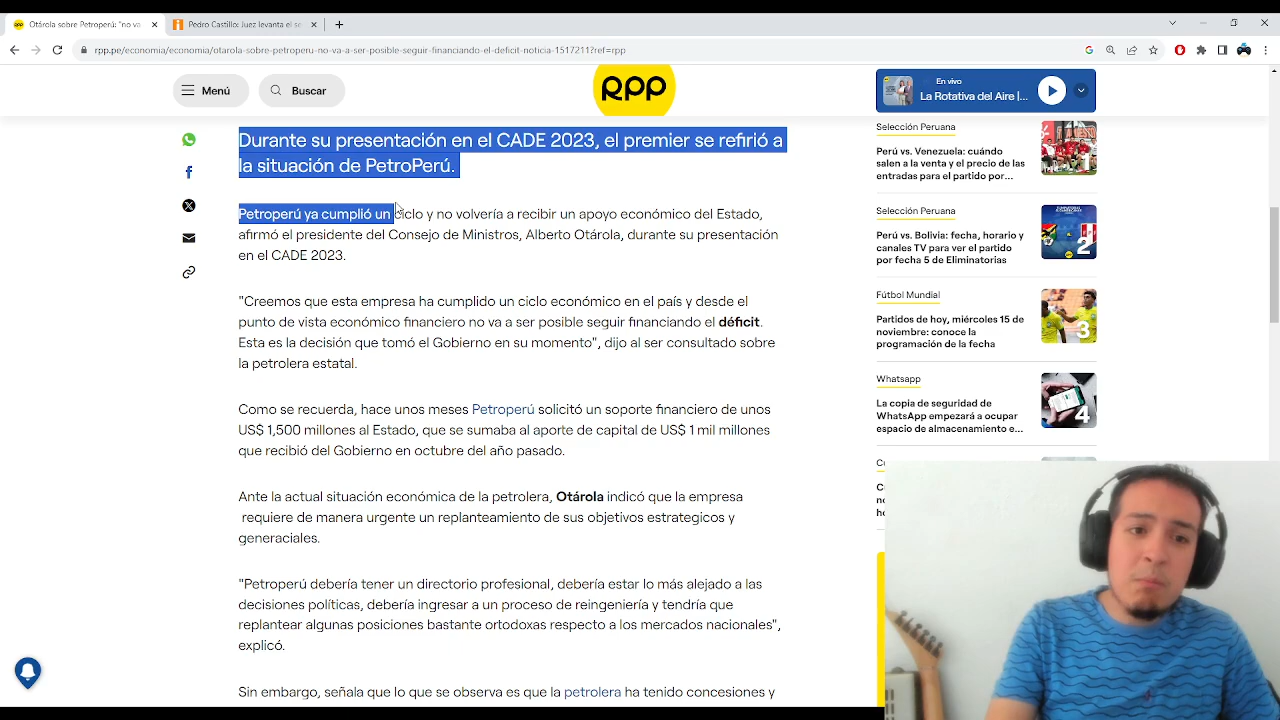 Otárola sobre Petroperú: "no va
Pedro Castillo: Juez levanta el se
rpp.pe/economia/economia/otarola-sobre-petroperu-no-va-a-ser-posible-seguir-financiando-el-deficit-noticia-1517211?ref=rpp
Menú
Buscar
RPP
En vivo
La Rotativa del Aire |...
Durante su presentación en el CADE 2023, el premier se refirió a
la situación de PetroPerú.
Petroperú ya cumplió un ciclo y no volvería a recibir un apoyo económico del Estado,
afirmó el presidente del Consejo de Ministros, Alberto Otárola, durante su presentación
en el CADE 2023.
"Creemos que esta empresa ha cumplido un ciclo económico en el país y desde el
punto de vista económico financiero no va a ser posible seguir financiando el déficit.
Esta es la decisión que tomó el Gobierno en su momento", dijo al ser consultado sobre
la petrolera estatal.
Como se recuerda, hace unos meses Petroperú solicitó un soporte financiero de unos
US$ 1,500 millones al Estado, que se sumaba al aporte de capital de US$ 1 mil millones
que recibió del Gobierno en octubre del año pasado.
Ante la actual situación económica de la petrolera, Otárola indicó que la empresa
requiere de manera urgente un replanteamiento de sus objetivos estrategicos y
generaciales.
"Petroperú debería tener un directorio profesional, debería estar lo más alejado a las
decisiones políticas, debería ingresar a un proceso de reingeniería y tendría que
replantear algunas posiciones bastante ortodoxas respecto a los mercados nacionales",
explicó.
Sin embargo, señala que lo que se observa es que la petrolera ha tenido concesiones y
Selección Peruana
Perú vs. Venezuela: cuándo
salen a la venta y el precio de las
entradas para el partido por...
1
Selección Peruana
Perú vs. Bolivia: fecha, horario y
canales TV para ver el partido
por fecha 5 de Eliminatorias
2
Fútbol Mundial
Partidos de hoy, miércoles 15 de
noviembre: conoce la
programación de la fecha
3
Whatsapp
La copia de seguridad de
WhatsApp empezará a ocupar
espacio de almacenamiento e...
4